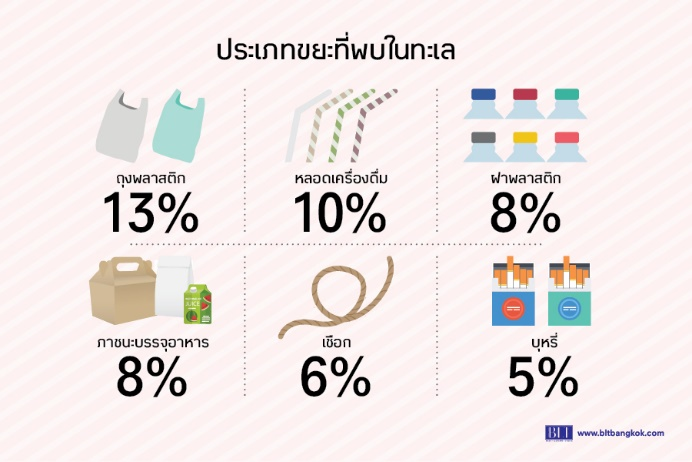 ประเภทขยะที่พบในทะเล
ถุงพลาสติก
13%
หลอดเครื่องดื่ม
10%
ฝาพลาสติก
8%
ภาชนะบรรจุอาหาร
8%
เชือก
6%
บุหรี่
5%
BLT www.bltbangkok.com